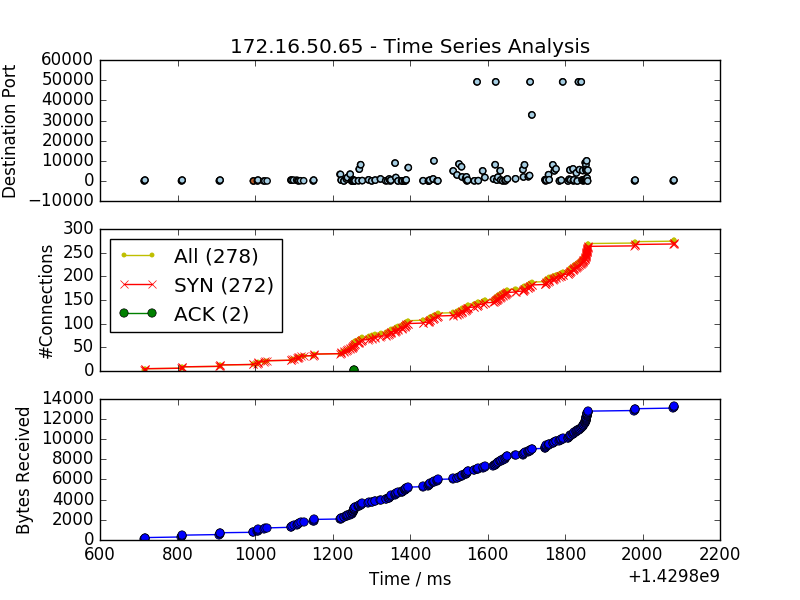 172.16.50.65 - Time Series Analysis
60000
50000
40000
30000
20000
10000
0
−10000
Destination Port
300
250
200
150
100
50
0
#Connections
All (278)
SYN (272)
ACK (2)
14000
12000
10000
8000
6000
4000
2000
0
Bytes Received
600 800 1000 1200 1400 1600 1800 2000 2200
Time / ms
+1.4298e9